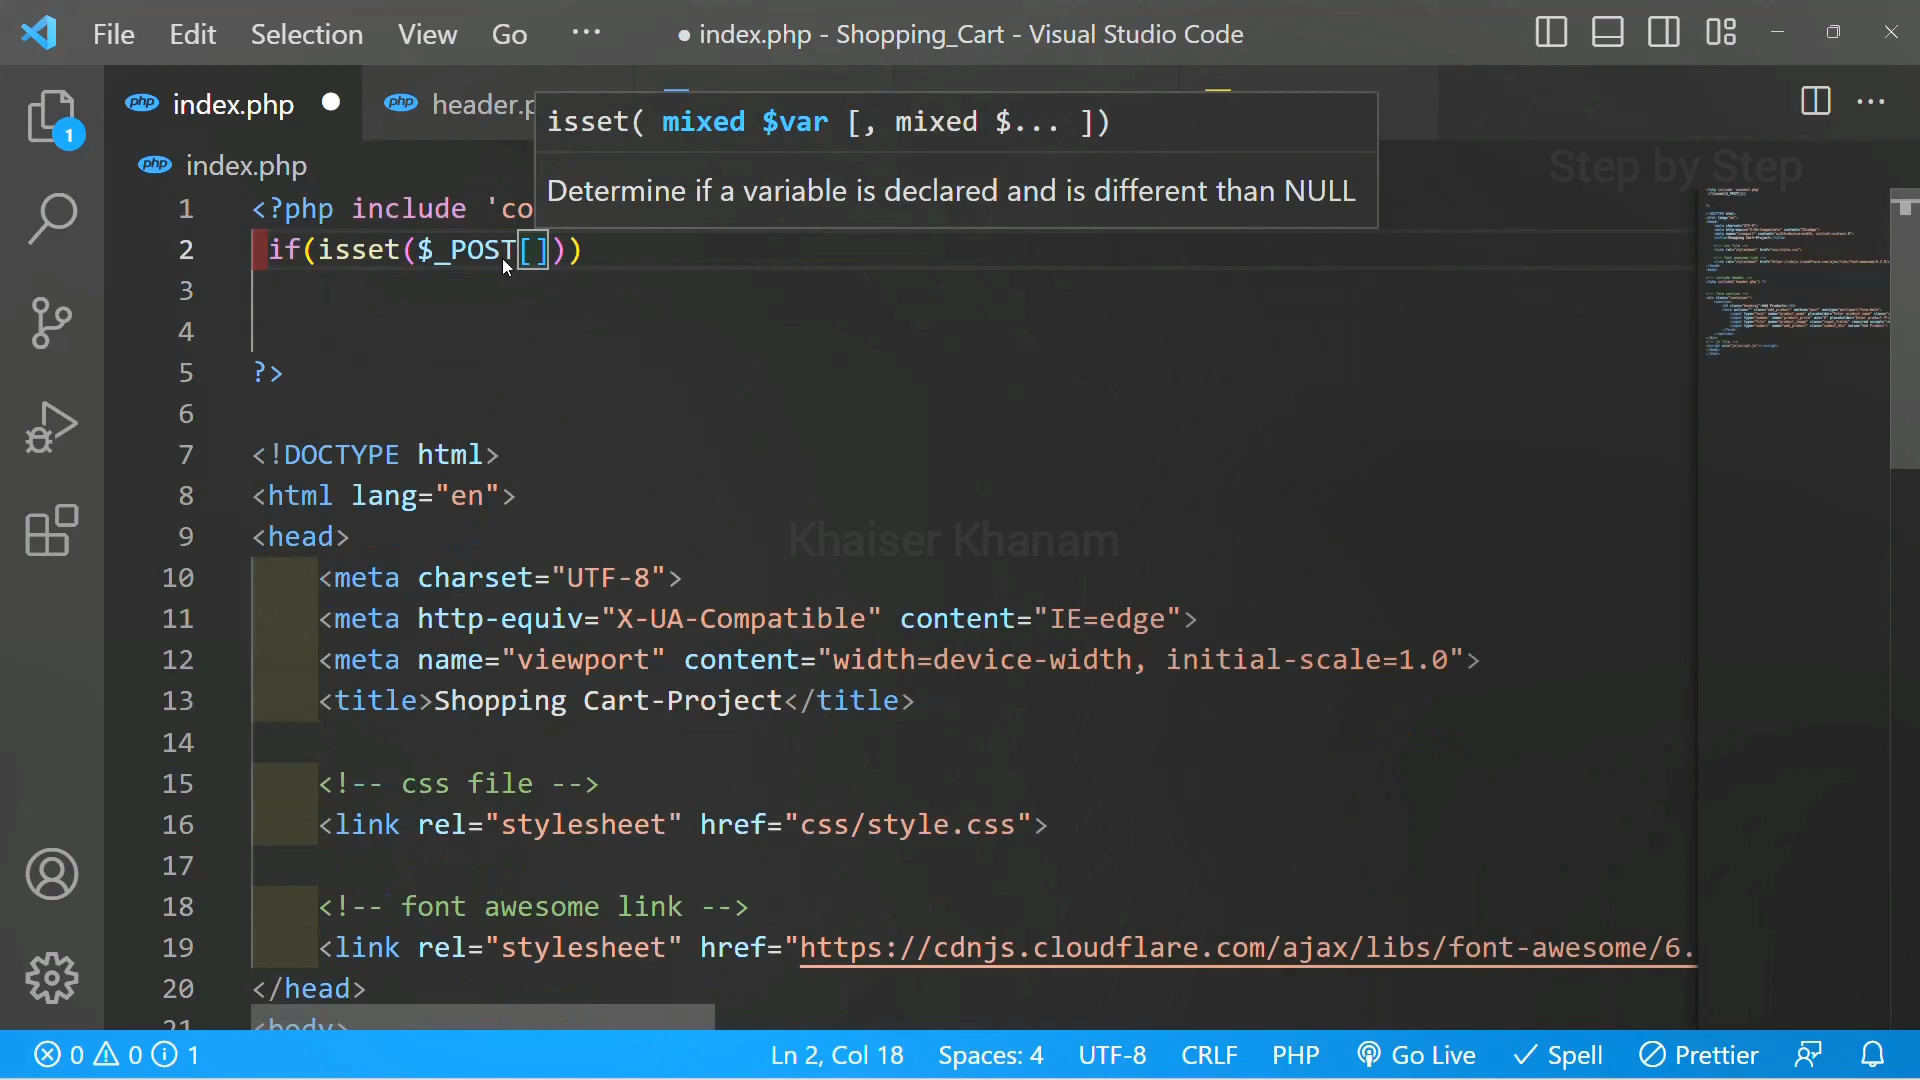 File Edit Selection View Go ··· ● index.php - Shopping_Cart - Visual Studio Code
php index.php ● php header.p
isset( mixed $var [, mixed $... ])
Determine if a variable is declared and is different than NULL
php index.php
Step by Step
1 <?php include 'co
2 if(isset($_POST[]))
3
4
5 ?>
6
7 <!DOCTYPE html>
8 <html lang="en">
9 <head>
Khaiser Khanam
10 <meta charset="UTF-8">
11 <meta http-equiv="X-UA-Compatible" content="IE=edge">
12 <meta name="viewport" content="width=device-width, initial-scale=1.0">
13 <title>Shopping Cart-Project</title>
14
15 <!-- css file -->
16 <link rel="stylesheet" href="css/style.css">
17
18 <!-- font awesome link -->
19 <link rel="stylesheet" href="https://cdnjs.cloudflare.com/ajax/libs/font-awesome/6.
20 </head>
21 <body>
1
0 0 1 Ln 2, Col 18 Spaces: 4 UTF-8 CRLF PHP Go Live Spell Prettier